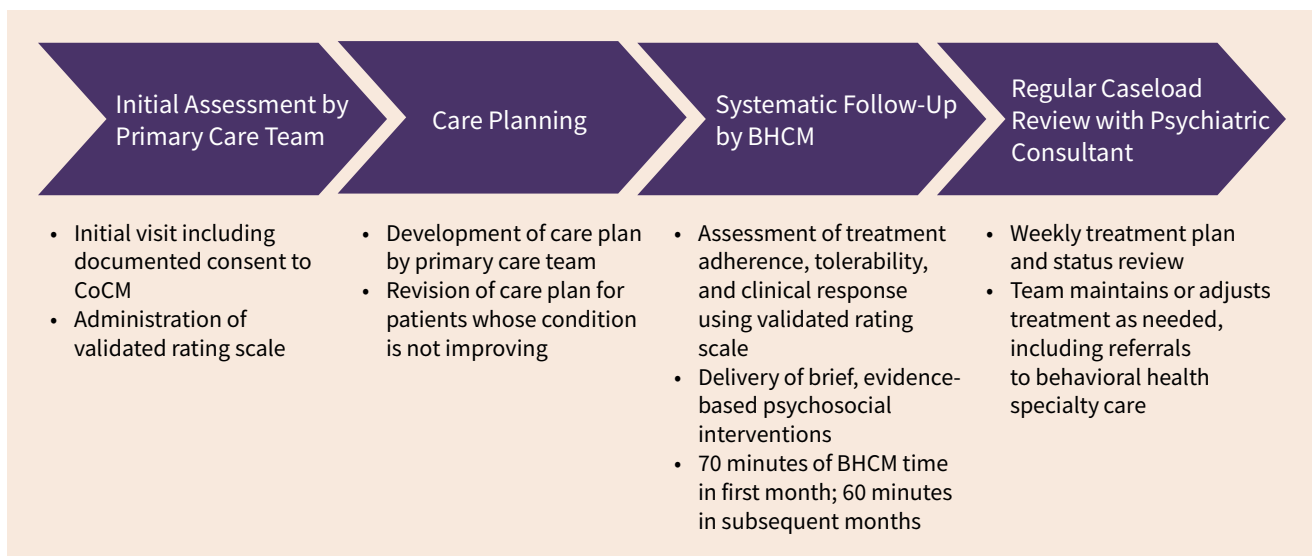 Initial Assessment by
Primary Care Team
Care Planning
Systematic Follow-Up
by BHCM
Regular Caseload
Review with Psychiatric
Consultant
• Initial visit including
documented consent to
CoCM
• Administration of
validated rating scale
• Development of care plan
by primary care team
• Revision of care plan for
patients whose condition
is not improving
• Assessment of treatment
adherence, tolerability,
and clinical response
using validated rating
scale
• Delivery of brief, evidence-
based psychosocial
interventions
• 70 minutes of BHCM time
in first month; 60 minutes
in subsequent months
• Weekly treatment plan
and status review
• Team maintains or adjusts
treatment as needed,
including referrals
to behavioral health
specialty care